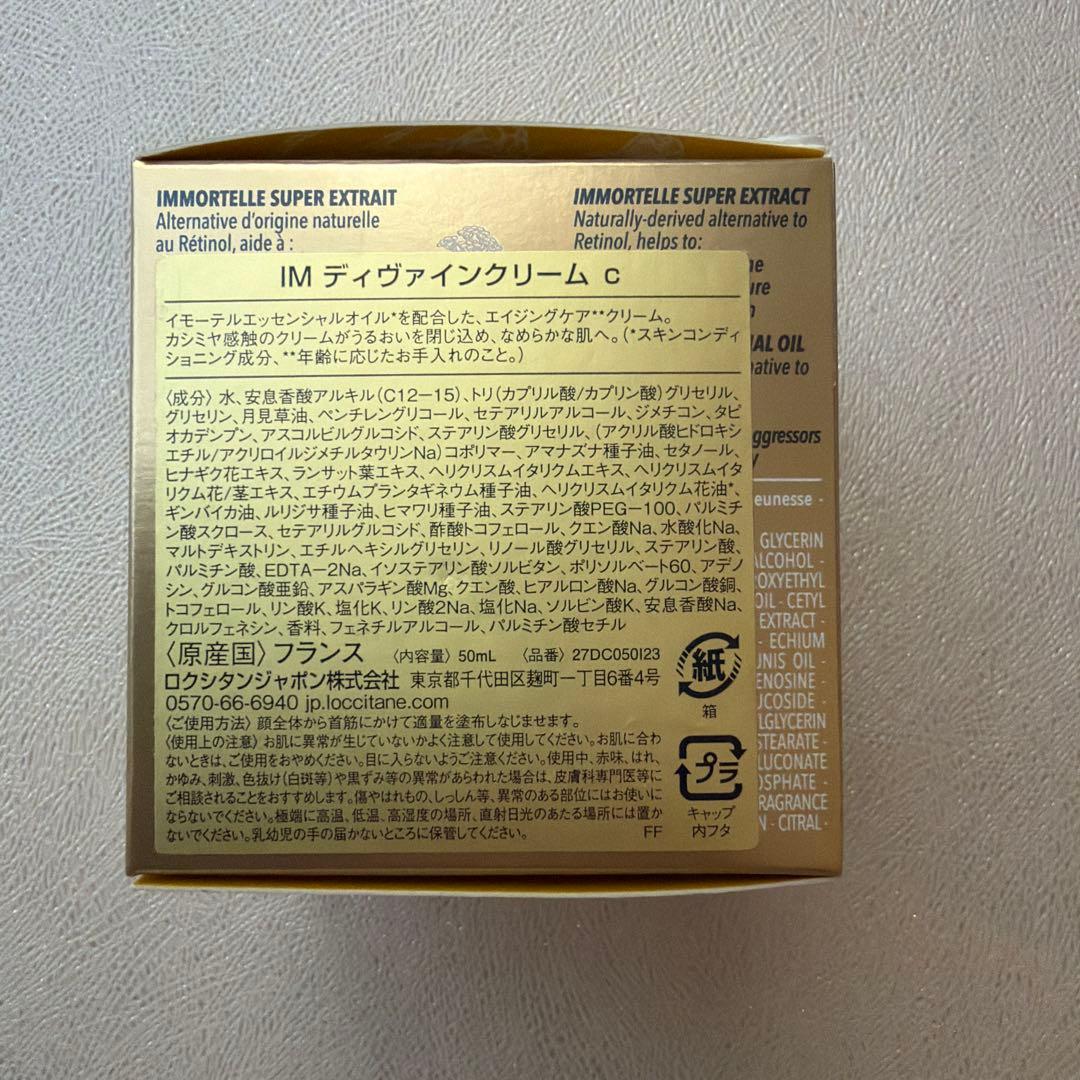 IMMORTELLE SUPER EXTRAIT
Alternative d'origine naturelle
au Rétinol, aide à :
IMMORTELLE SUPER EXTRACT
Naturally-derived alternative to
Retinol, helps to:
IM ディヴァインクリーム c
イモーテルエッセンシャルオイル*を配合した、エイジングケア**クリーム。
カシミヤ感触のクリームがうるおいを閉じ込め、なめらかな肌へ。(*スキンコンディ
ショニング成分、**年齢に応じたお手入れのこと。)
〈成分〉水、安息香酸アルキル(C12-15)、トリ(カプリル酸/カプリン酸)グリセリル、
グリセリン、月見草油、ペンチレングリコール、セテアリルアルコール、ジメチコン、タピ
オカデンプン、アスコルビルグルコシド、ステアリン酸グリセリル、(アクリル酸ヒドロキシ
エチル/アクリロイルジメチルタウリンNa)コポリマー、アマナズナ種子油、セタノール、
ヒナギク花エキス、ランサット葉エキス、ヘリクリスムイタリクムエキス、ヘリクリスムイタ
リクム花/茎エキス、エチウムプランタギネウム種子油、ヘリクリスムイタリクム花油*、
ギンバイカ油、ルリジサ種子油、ヒマワリ種子油、ステアリン酸PEG-100、パルミチ
ン酸スクロース、セテアリルグルコシド、酢酸トコフェロール、クエン酸Na、水酸化Na、
マルトデキストリン、エチルヘキシルグリセリン、リノール酸グリセリル、ステアリン酸、
パルミチン酸、EDTA-2Na、イソステアリン酸ソルビタン、ポリソルベート60、アデノ
シン、グルコン酸亜鉛、アスパラギン酸Mg、クエン酸、ヒアルロン酸Na、グルコン酸銅、
トコフェロール、リン酸K、塩化K、リン酸2Na、塩化Na、ソルビン酸K、安息香酸Na、
クロルフェネシン、香料、フェネチルアルコール、パルミチン酸セチル
〈原産国〉フランス 〈内容量〉50mL 〈品番〉27DC050I23
ロクシタンジャポン株式会社 東京都千代田区麹町一丁目6番4号
0570-66-6940 jp.loccitane.com
〈ご使用方法〉顔全体から首筋にかけて適量を塗布しなじませます。
〈使用上の注意〉お肌に異常が生じていないかよく注意して使用してください。お肌に合わ
ないときは、ご使用をおやめください。目に入らないようご注意ください。使用中、赤味、はれ、
かゆみ、刺激、色抜け(白斑等)や黒ずみ等の異常があらわれた場合は、皮膚科専門医等に
ご相談されることをおすすめします。傷やはれもの、しっしん等、異常のある部位にはお使いに
ならないでください。極端に高温、低温、高湿度の場所、直射日光のあたる場所には置か
ないでください。乳幼児の手の届かないところに保管してください。 FF
紙
箱
プラ
キャップ
内フタ
AL OIL
ative to
ggressors
eunesse -
GLYCERIN
LCOHOL -
OXYETHYL
OIL - CETYL
EXTRACT -
- ECHIUM
UNIS OIL -
ENOSINE -
UCOSIDE -
LGLYCERIN
STEARATE -
LUCONATE
OSPHATE -
RAGRANCE
N - CITRAL -